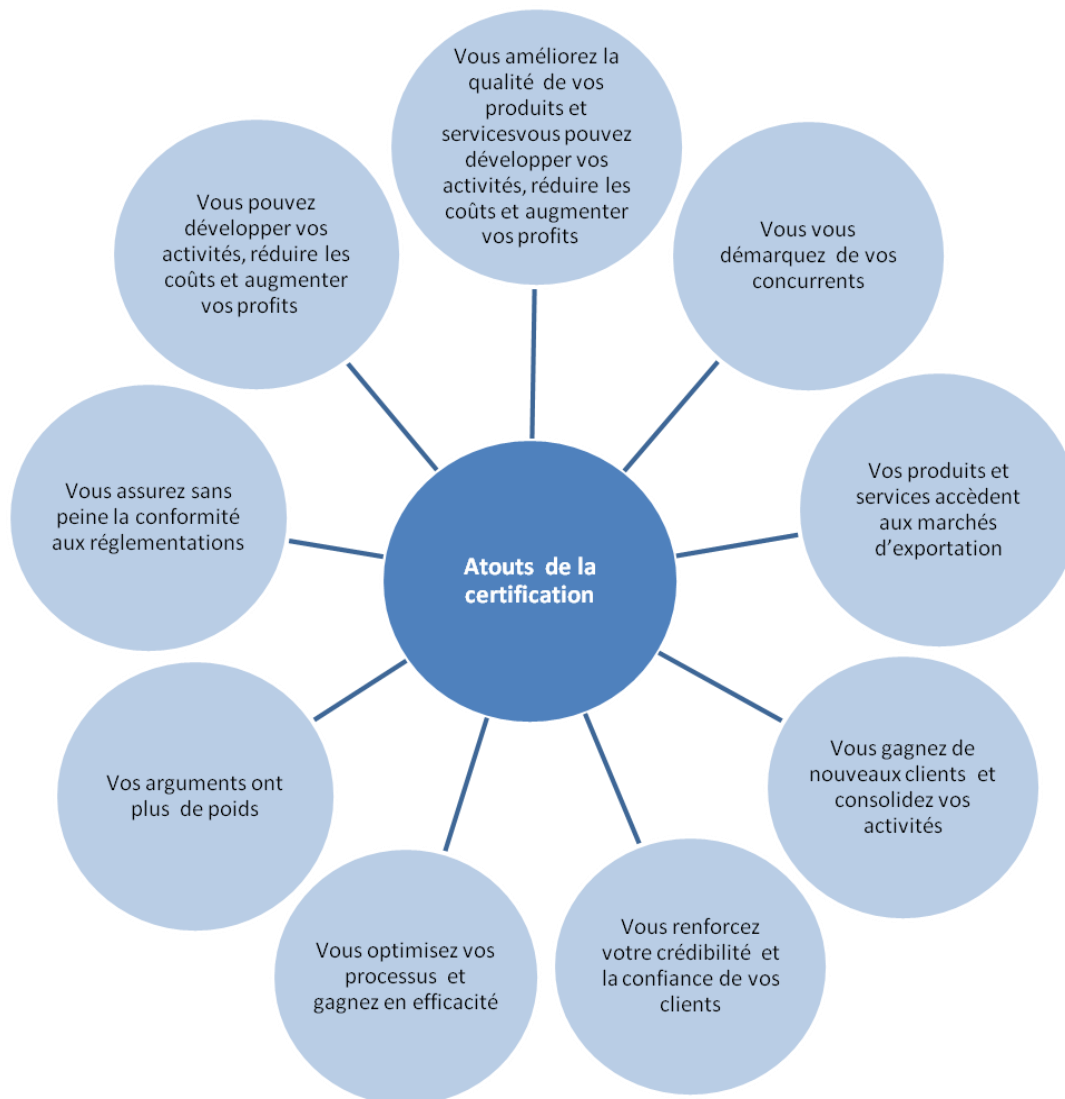 Vous améliorez la
qualité de vos
produits et
servicesvous pouvez
développer vos
activités, réduire les
coûts et augmenter
vos profits
Vous vous
démarquez de vos
concurrents
Vos produits et
services accèdent
aux marchés
d’exportation
Vous gagnez de
nouveaux clients et
consolidez vos
activités
Vous renforcez
votre crédibilité et
la confiance de vos
clients
Vous optimisez vos
processus et
gagnez en efficacité
Vos arguments ont
plus de poids
Vous assurez sans
peine la conformité
aux réglementations
Vous pouvez
développer vos
activités, réduire les
coûts et augmenter
vos profits
Atouts de la
certification